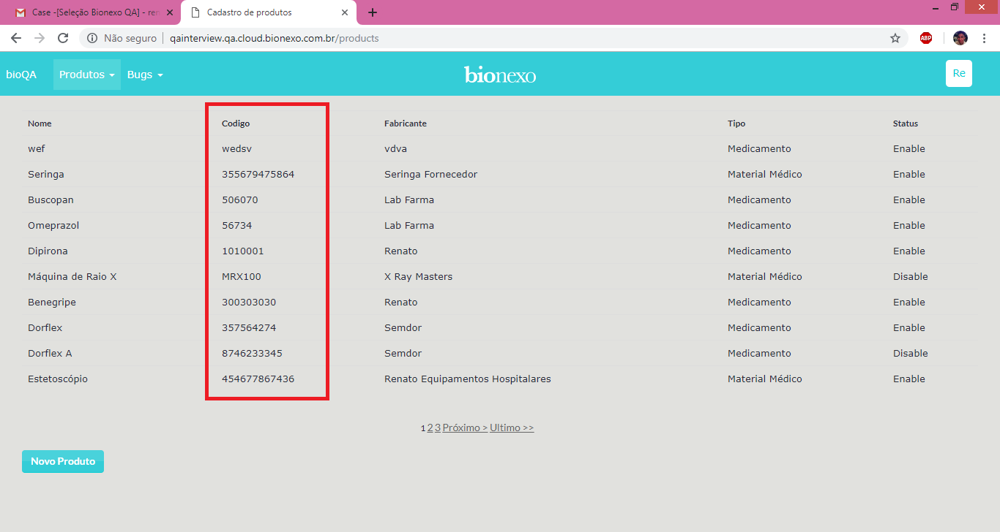 Case -[Seleção Bionexo QA] - ren
Cadastro de produtos
Não seguro qainterview.qa.cloud.bionexo.com.br/products
ABP
bioQA Produtos Bugs bionexo Re
Nome Codigo Fabricante Tipo Status
wef wedsv vdva Medicamento Enable
Seringa 355679475864 Seringa Fornecedor Material Médico Enable
Buscopan 506070 Lab Farma Medicamento Enable
Omeprazol 56734 Lab Farma Medicamento Enable
Dipirona 1010001 Renato Medicamento Enable
Máquina de Raio X MRX100 X Ray Masters Material Médico Disable
Benegripe 300303030 Renato Medicamento Enable
Dorflex 357564274 Semdor Medicamento Enable
Dorflex A 8746233345 Semdor Medicamento Disable
Estetoscópio 454677867436 Renato Equipamentos Hospitalares Material Médico Enable
1 2 3 Próximo > Ultimo >>
Novo Produto